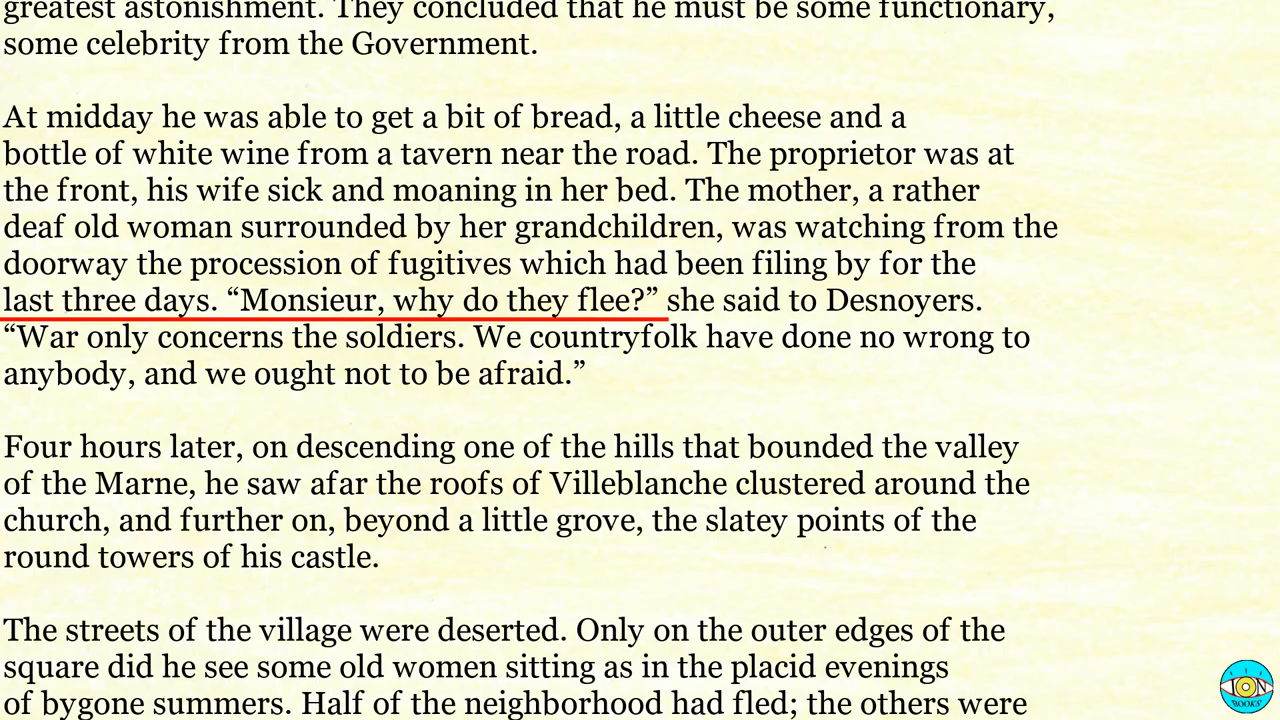 greatest astonishment. They concluded that he must be some functionary,
some celebrity from the Government.
At midday he was able to get a bit of bread, a little cheese and a
bottle of white wine from a tavern near the road. The proprietor was at
the front, his wife sick and moaning in her bed. The mother, a rather
deaf old woman surrounded by her grandchildren, was watching from the
doorway the procession of fugitives which had been filing by for the
last three days. “Monsieur, why do they flee?” she said to Desnoyers.
“War only concerns the soldiers. We countryfolk have done no wrong to
anybody, and we ought not to be afraid.”
Four hours later, on descending one of the hills that bounded the valley
of the Marne, he saw afar the roofs of Villeblanche clustered around the
church, and further on, beyond a little grove, the slatey points of the
round towers of his castle.
The streets of the village were deserted. Only on the outer edges of the
square did he see some old women sitting as in the placid evenings
of bygone summers. Half of the neighborhood had fled; the others were
ION
BOOKS